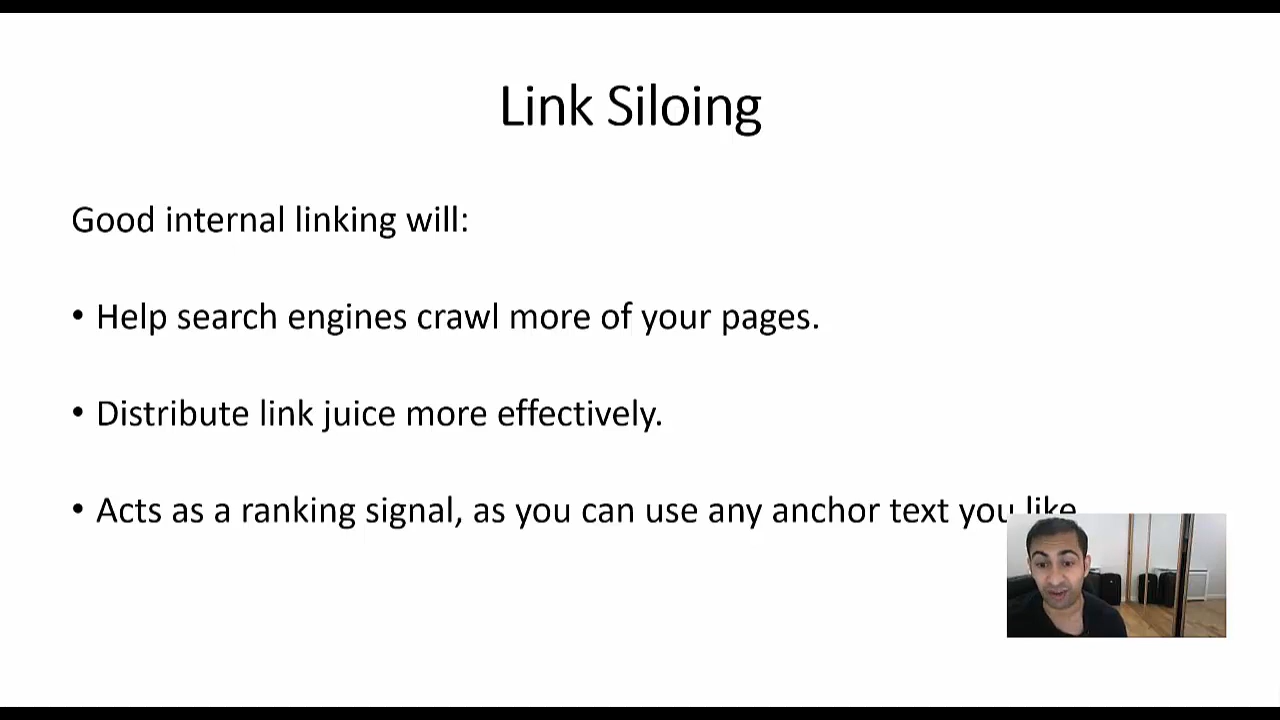 Link Siloing
Good internal linking will:
• Help search engines crawl more of your pages.
• Distribute link juice more effectively.
• Acts as a ranking signal, as you can use any anchor text you like